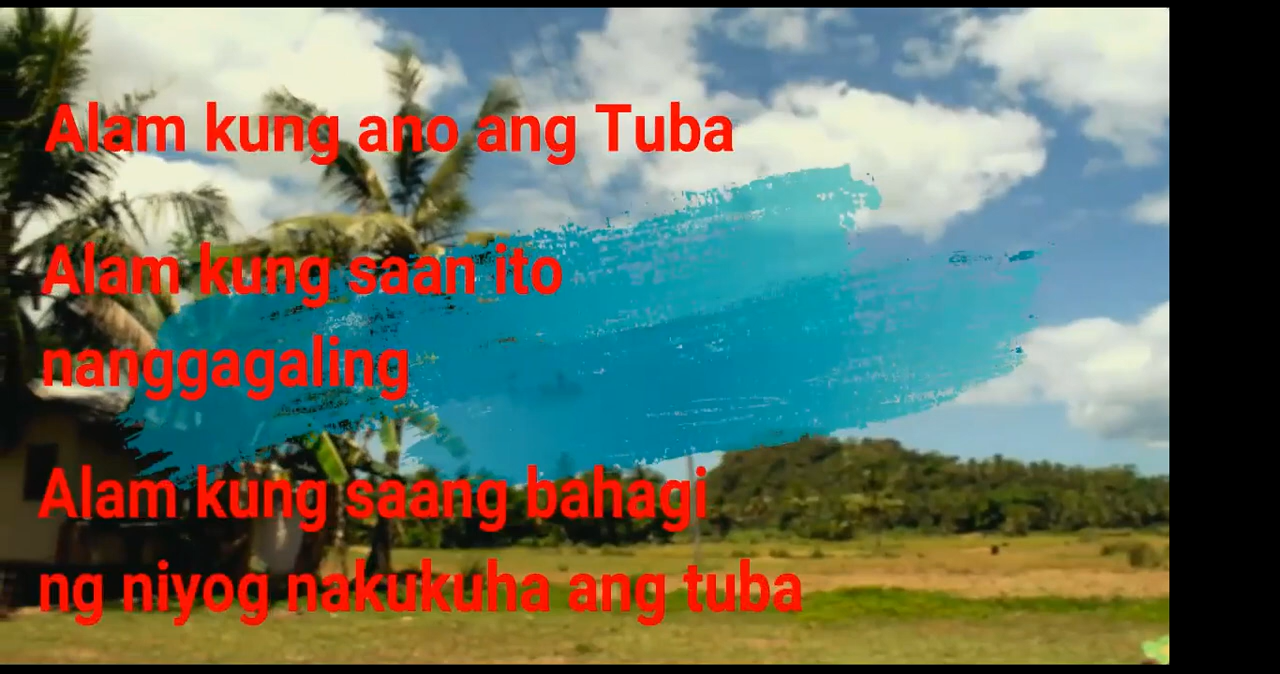 Alam kung ano ang Tuba
Alam kung saan ito
nanggagaling
Alam kung saang bahagi
ng niyog nakukuha ang tuba